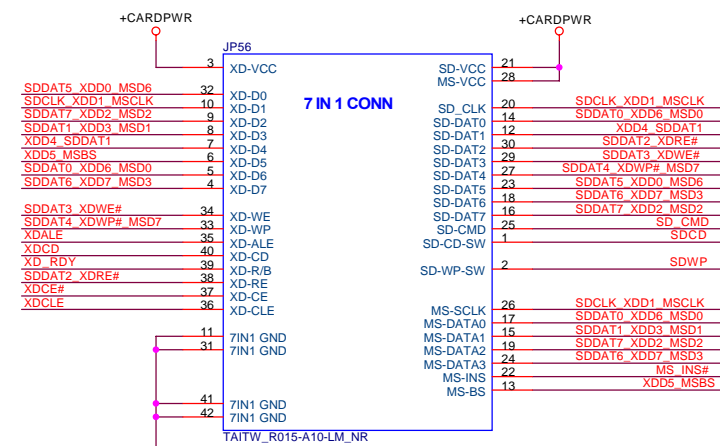 +CARDPWR
+CARDPWR
JP56
3 XD-VCC
SD-VCC 21
MS-VCC 28
7 IN 1 CONN
SDDAT5_XDD0_MSD6 32 XD-D0
SDCLK_XDD1_MSCLK 10 XD-D1
SDDAT7_XDD2_MSD2 9 XD-D2
SDDAT1_XDD3_MSD1 8 XD-D3
XDD4_SDDAT1 7 XD-D4
XDD5_MSBS 6 XD-D5
SDDAT0_XDD6_MSD0 5 XD-D6
SDDAT6_XDD7_MSD3 4 XD-D7
SD_CLK 20 SDCLK_XDD1_MSCLK
SD-DAT0 14 SDDAT0_XDD6_MSD0
SD-DAT1 12 XDD4_SDDAT1
SD-DAT2 30 SDDAT2_XDRE#
SD-DAT3 29 SDDAT3_XDWE#
SD-DAT4 27 SDDAT4_XDWP#_MSD7
SD-DAT5 23 SDDAT5_XDD0_MSD6
SD-DAT6 18 SDDAT6_XDD7_MSD3
SD-DAT7 16 SDDAT7_XDD2_MSD2
SD-CMD 25 SD_CMD
SD-CD-SW 1 SDCD
SD-WP-SW 2 SDWP
SDDAT3_XDWE# 34 XD-WE
SDDAT4_XDWP#_MSD7 33 XD-WP
XDALE 35 XD-ALE
XDCD 40 XD-CD
XD_RDY 39 XD-R/B
SDDAT2_XDRE# 38 XD-RE
XDCE# 37 XD-CE
XDCLE 36 XD-CLE
MS-SCLK 26 SDCLK_XDD1_MSCLK
MS-DATA0 17 SDDAT0_XDD6_MSD0
MS-DATA1 15 SDDAT1_XDD3_MSD1
MS-DATA2 19 SDDAT7_XDD2_MSD2
MS-DATA3 24 SDDAT6_XDD7_MSD3
MS-INS 22 MS_INS#
MS-BS 13 XDD5_MSBS
11 7IN1 GND
31 7IN1 GND
41 7IN1 GND
42 7IN1 GND
TAITW_R015-A10-LM_NR